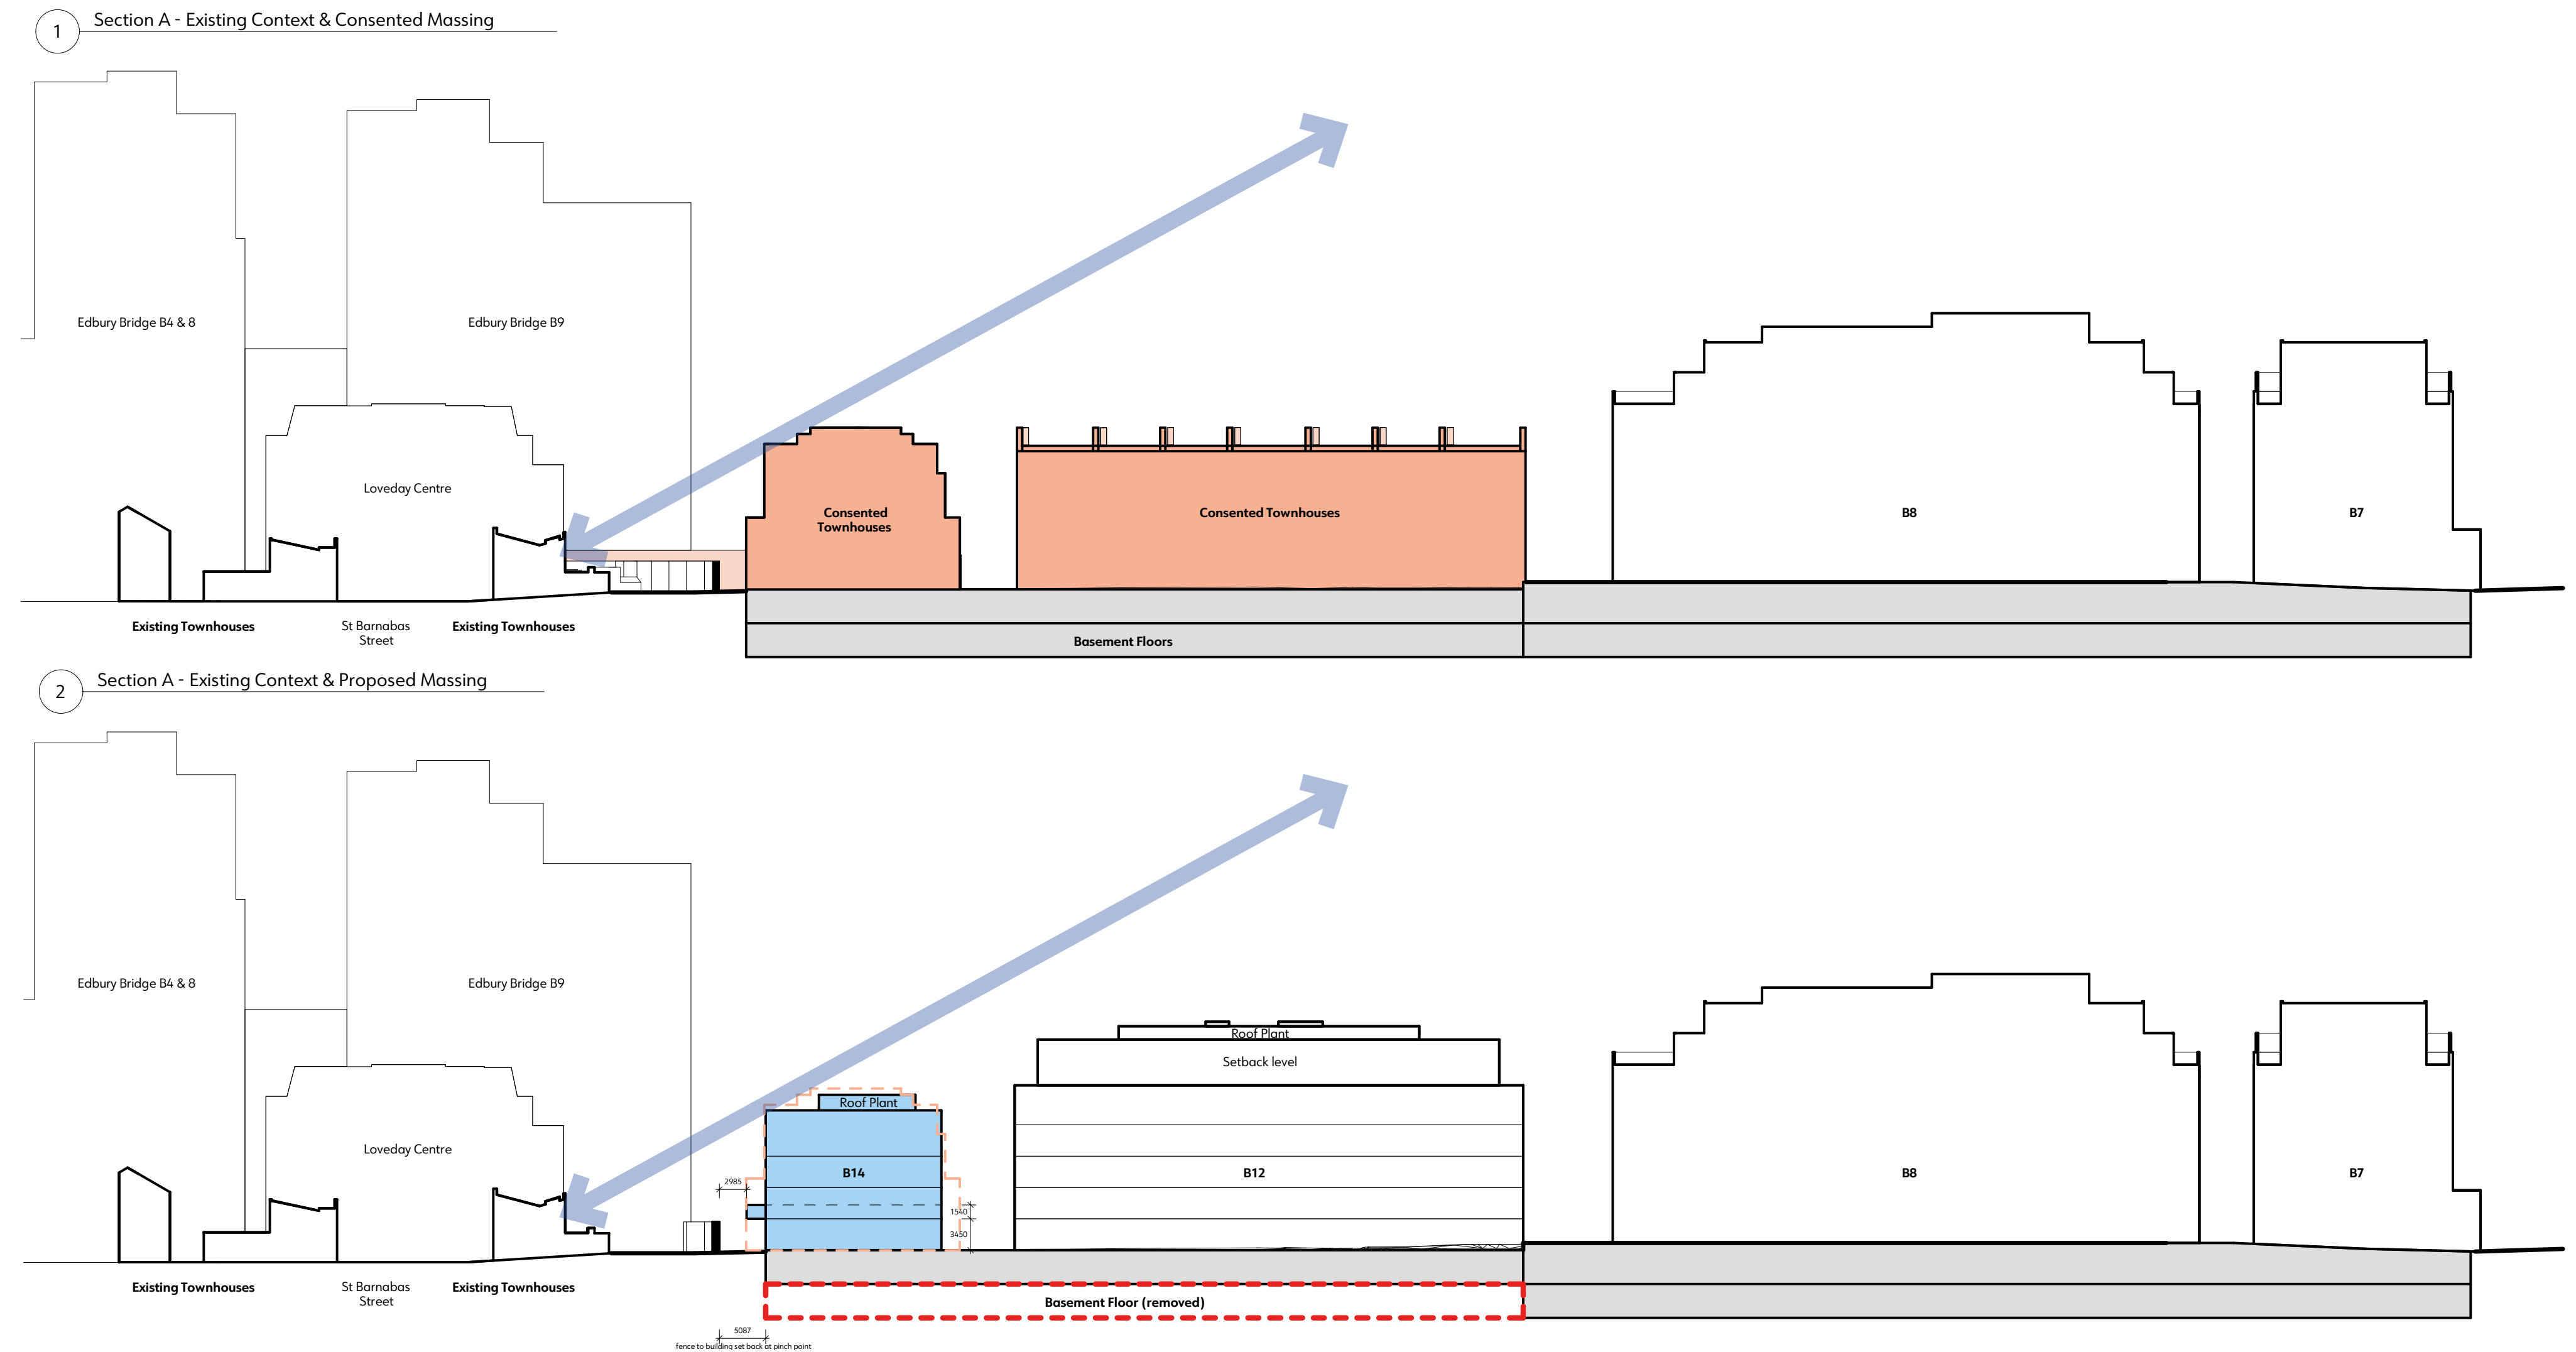 1
Section A - Existing Context & Consented Massing
Edbury Bridge B4 & 8
Edbury Bridge B9
Loveday Centre
Consented
Townhouses
Consented Townhouses
B8
B7
Existing Townhouses
St Barnabas
Street
Existing Townhouses
Basement Floors
2
Section A - Existing Context & Proposed Massing
Edbury Bridge B4 & 8
Edbury Bridge B9
Roof Plant
Setback level
Roof Plant
Loveday Centre
B14
B12
B8
B7
2985
1540
3450
Existing Townhouses
St Barnabas
Street
Existing Townhouses
Basement Floor (removed)
5087
fence to building set back at pinch point